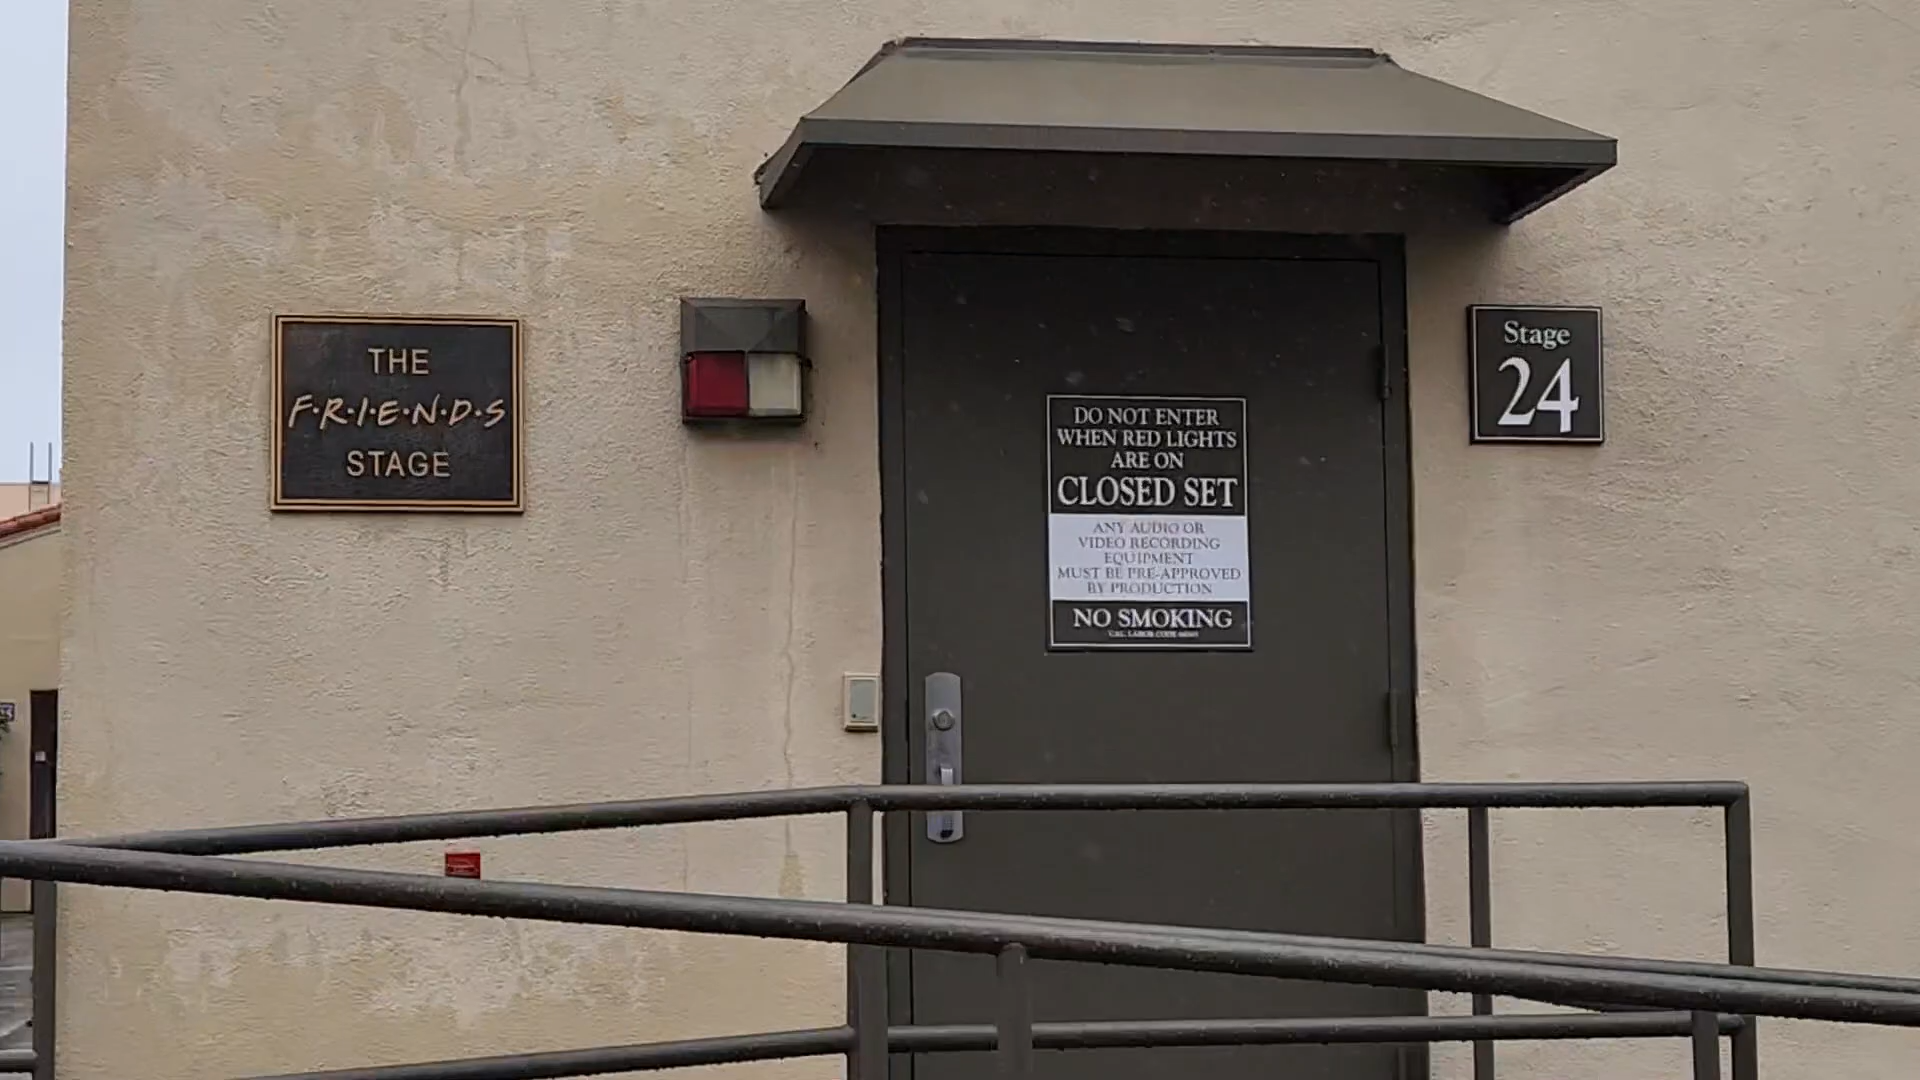 THE
F·R·I·E·N·D·S
STAGE
DO NOT ENTER
WHEN RED LIGHTS
ARE ON
CLOSED SET
ANY AUDIO OR
VIDEO RECORDING
EQUIPMENT
MUST BE PRE-APPROVED
BY PRODUCTION
NO SMOKING
Stage
24